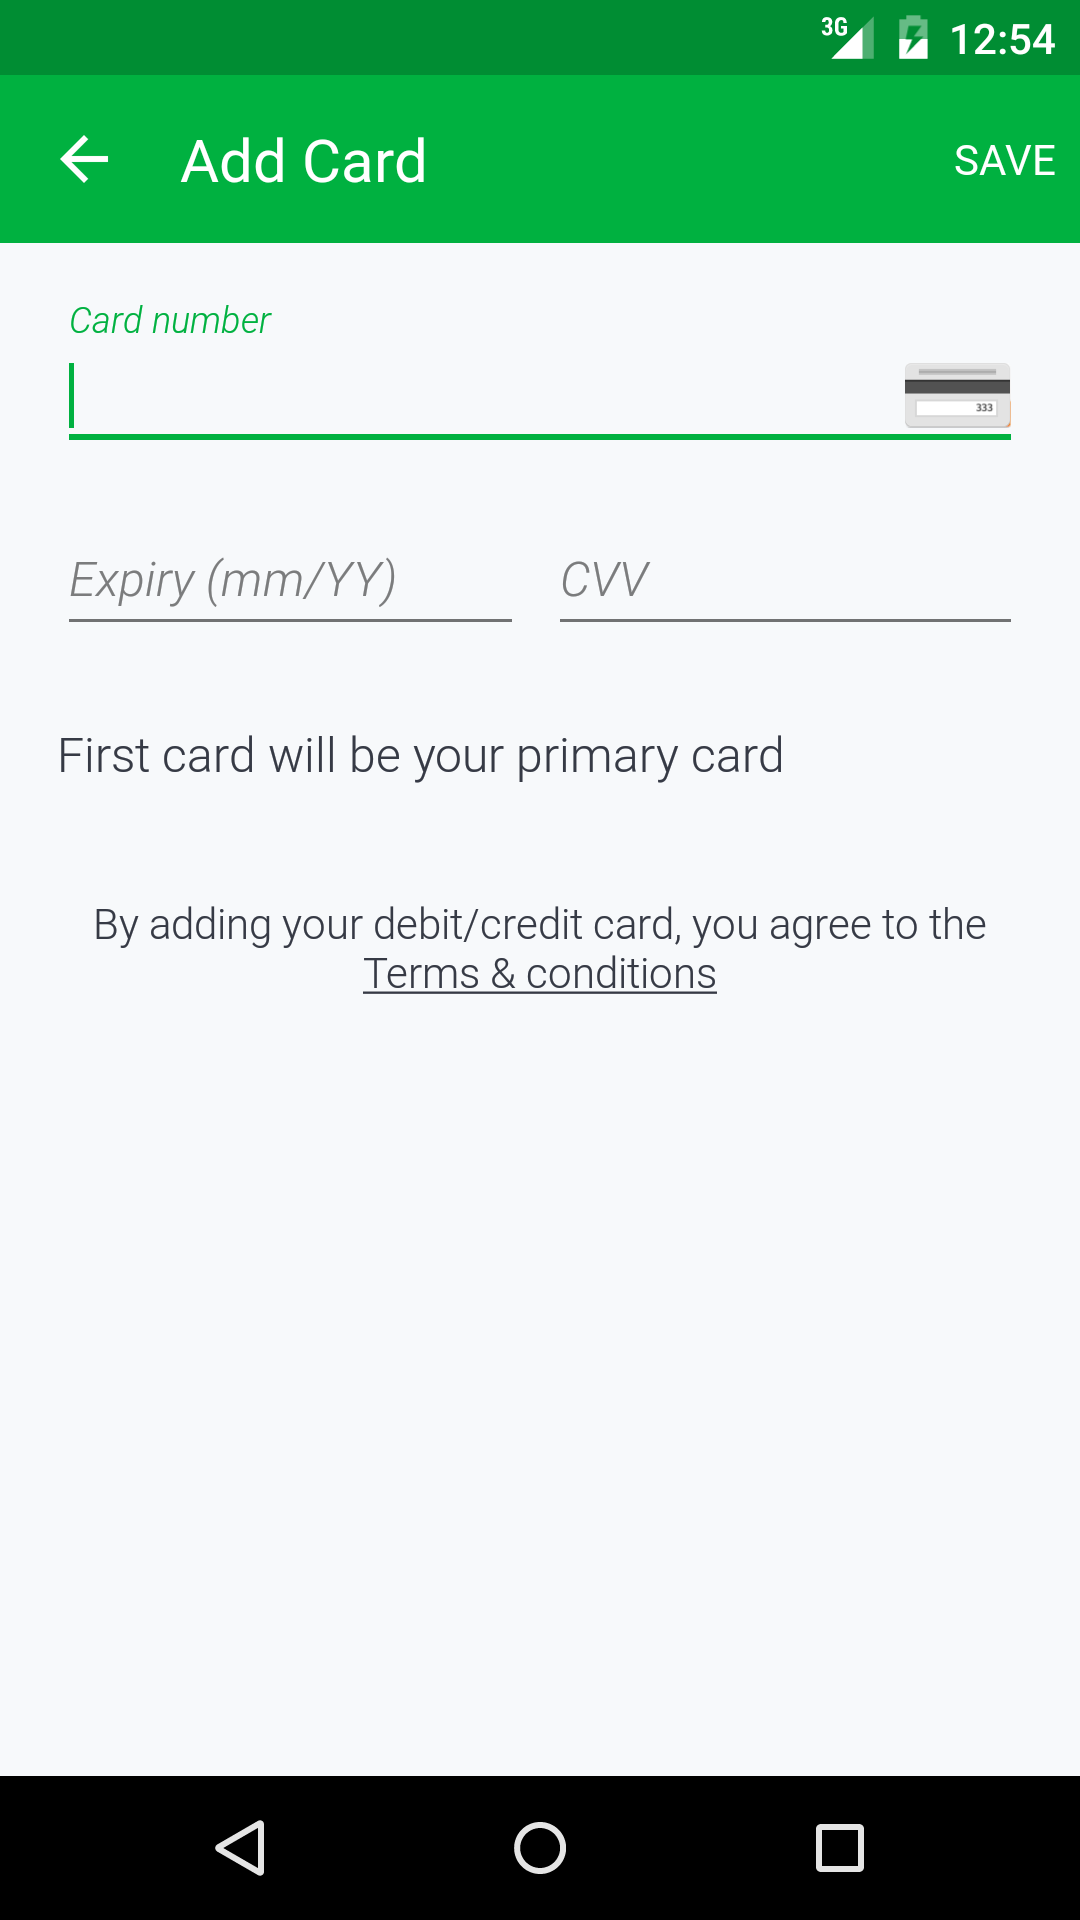 3G 12:54
Add Card SAVE
Card number
333
Expiry (mm/YY) CVV
First card will be your primary card
By adding your debit/credit card, you agree to the
Terms & conditions